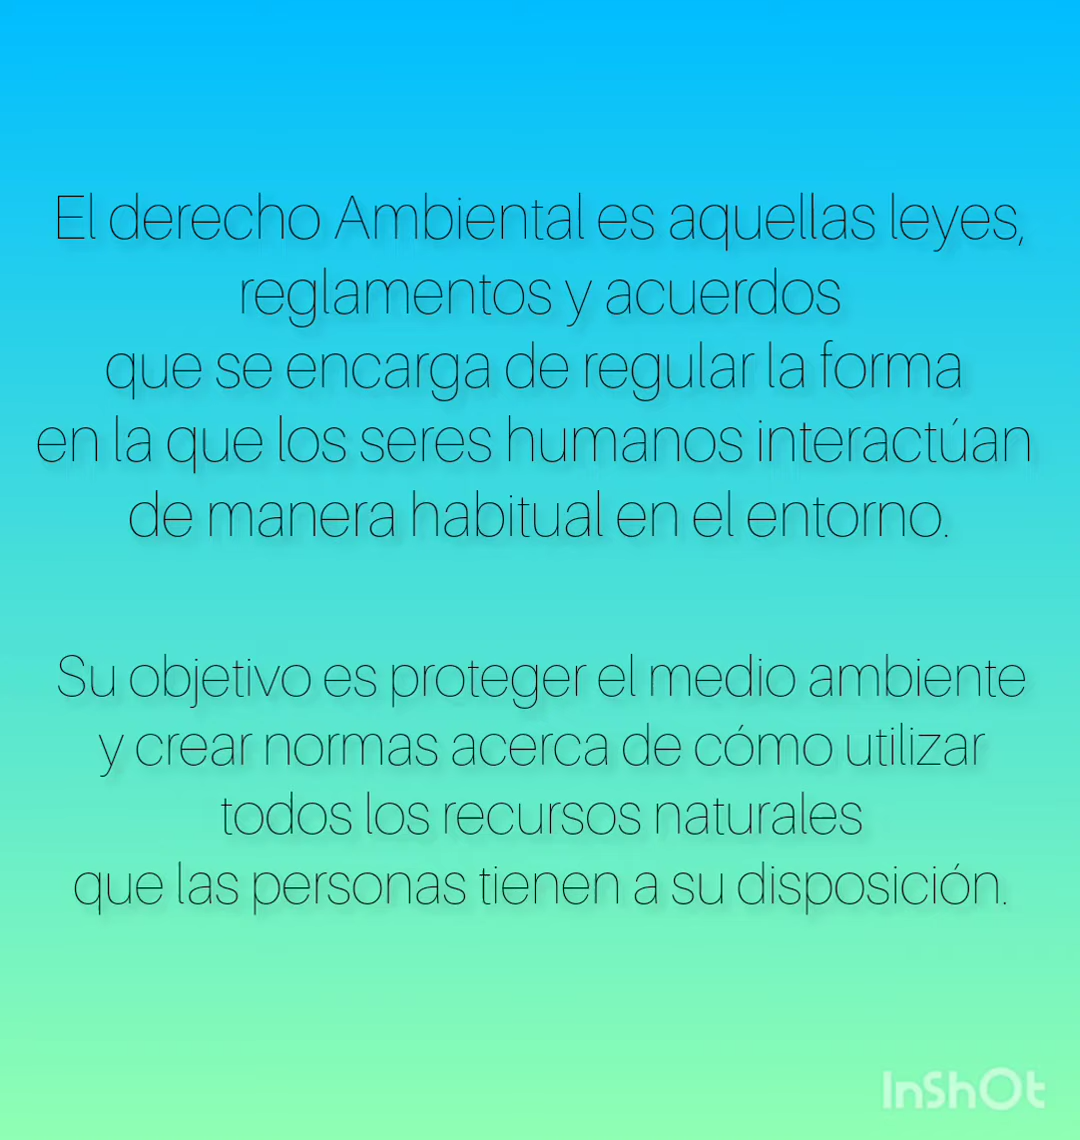 El derecho Ambiental es aquellas leyes,
reglamentos y acuerdos
que se encarga de regular la forma
en la que los seres humanos interactúan
de manera habitual en el entorno.
Su objetivo es proteger el medio ambiente
y crear normas acerca de cómo utilizar
todos los recursos naturales
que las personas tienen a su disposición.
InShOt